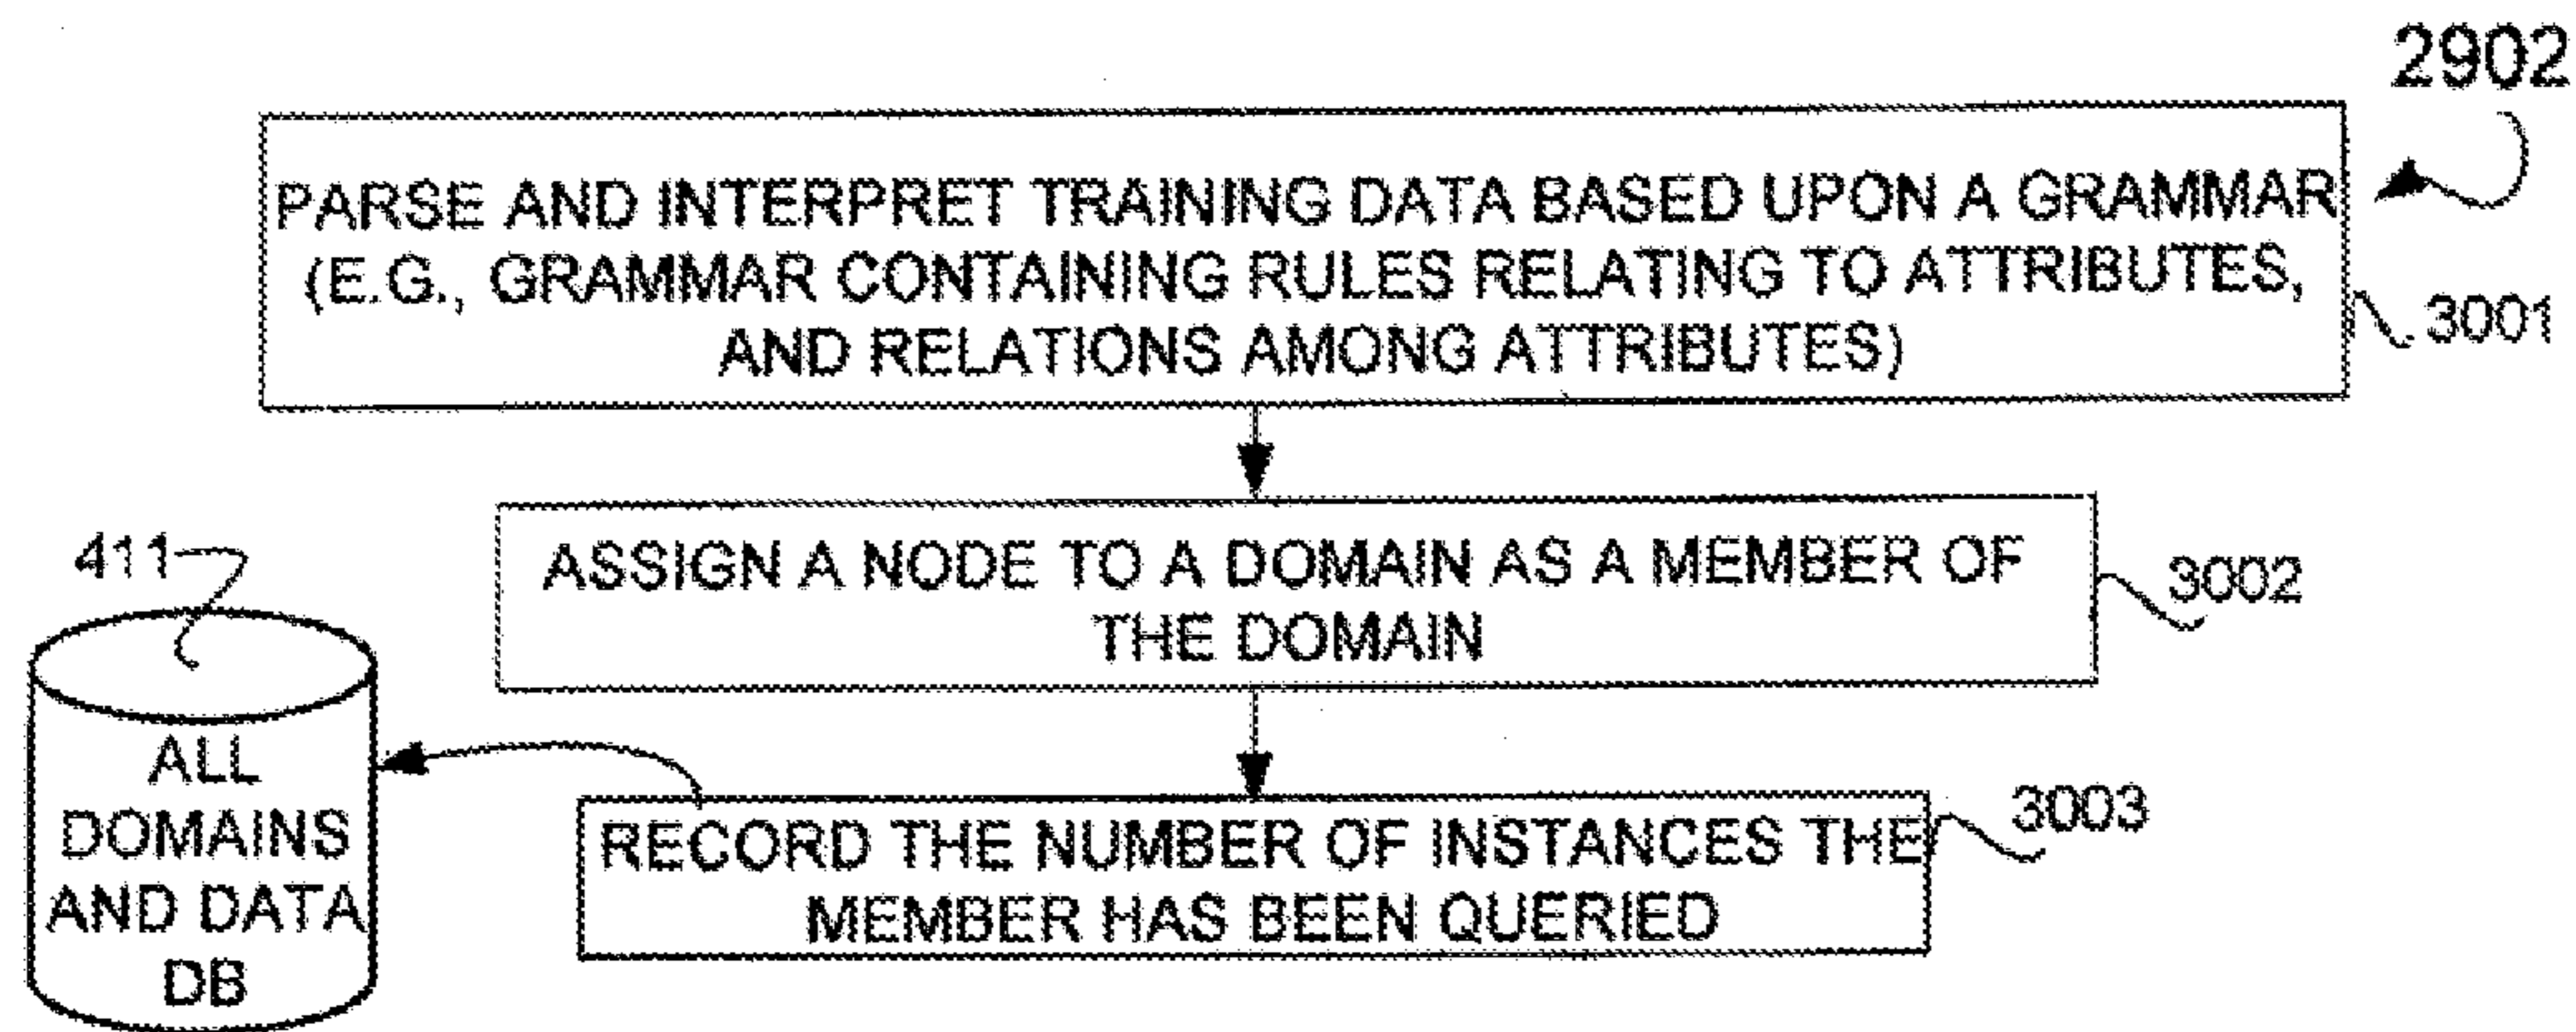 2902
PARSE AND INTERPRET TRAINING DATA BASED UPON A GRAMMAR
(E.G., GRAMMAR CONTAINING RULES RELATING TO ATTRIBUTES,
AND RELATIONS AMONG ATTRIBUTES)
3001
ASSIGN A NODE TO A DOMAIN AS A MEMBER OF
THE DOMAIN
3002
411
ALL
DOMAINS
AND DATA
DB
RECORD THE NUMBER OF INSTANCES THE
MEMBER HAS BEEN QUERIED
3003